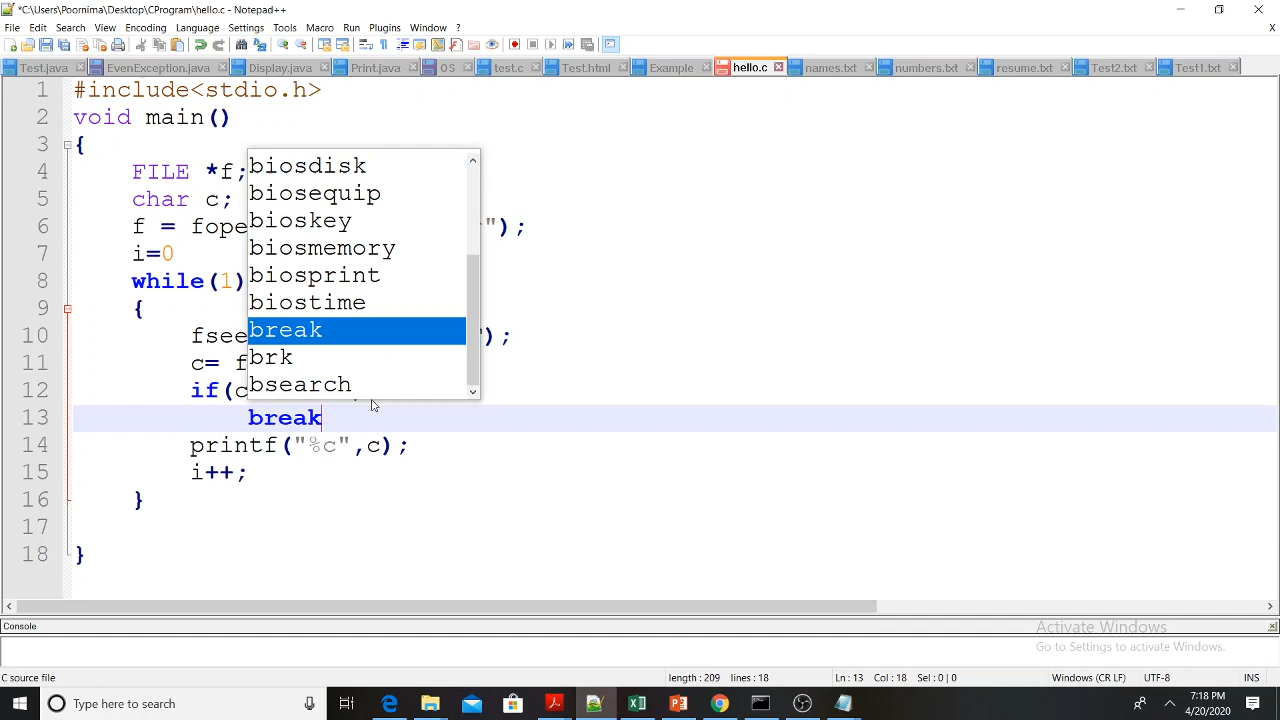 *C:\Users\Poornima\Desktop\CProgram\hello.c - Notepad++
File Edit Search View Encoding Language Settings Tools Macro Run Plugins Window ?
X
Test.java EvenException.java Display.java Print.java OS test.c Test.html Example hello.c names.txt numbers.txt resume.txt Test2.txt Test1.txt
1 #include<stdio.h>
2 void main()
3 {
4 FILE *f;
5 char c;
6 f = fope ");
7 i=0
8 while(1)
9 {
10 fsee ");
11 c= f
12 if(c
13 break
14 printf("%c",c);
15 i++;
16 }
17
18 }
biosdisk
biosequip
bioskey
biosmemory
biosprint
biostime
break
brk
bsearch
Console
Activate Windows
Go to Settings to activate Windows.
C source file length : 209 lines : 18 Ln : 13 Col : 18 Sel : 0 | 0 Windows (CR LF) UTF-8 INS
Type here to search
7:18 PM
4/20/2020